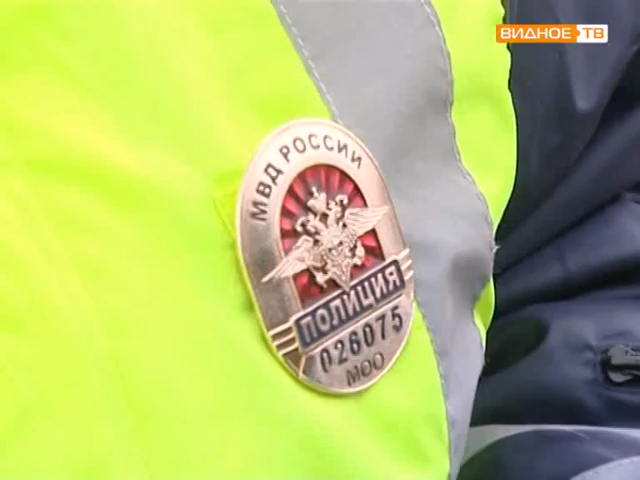 ВИДНОЕ ТВ
МВД РОССИИ
ПОЛИЦИЯ
026075
МОО